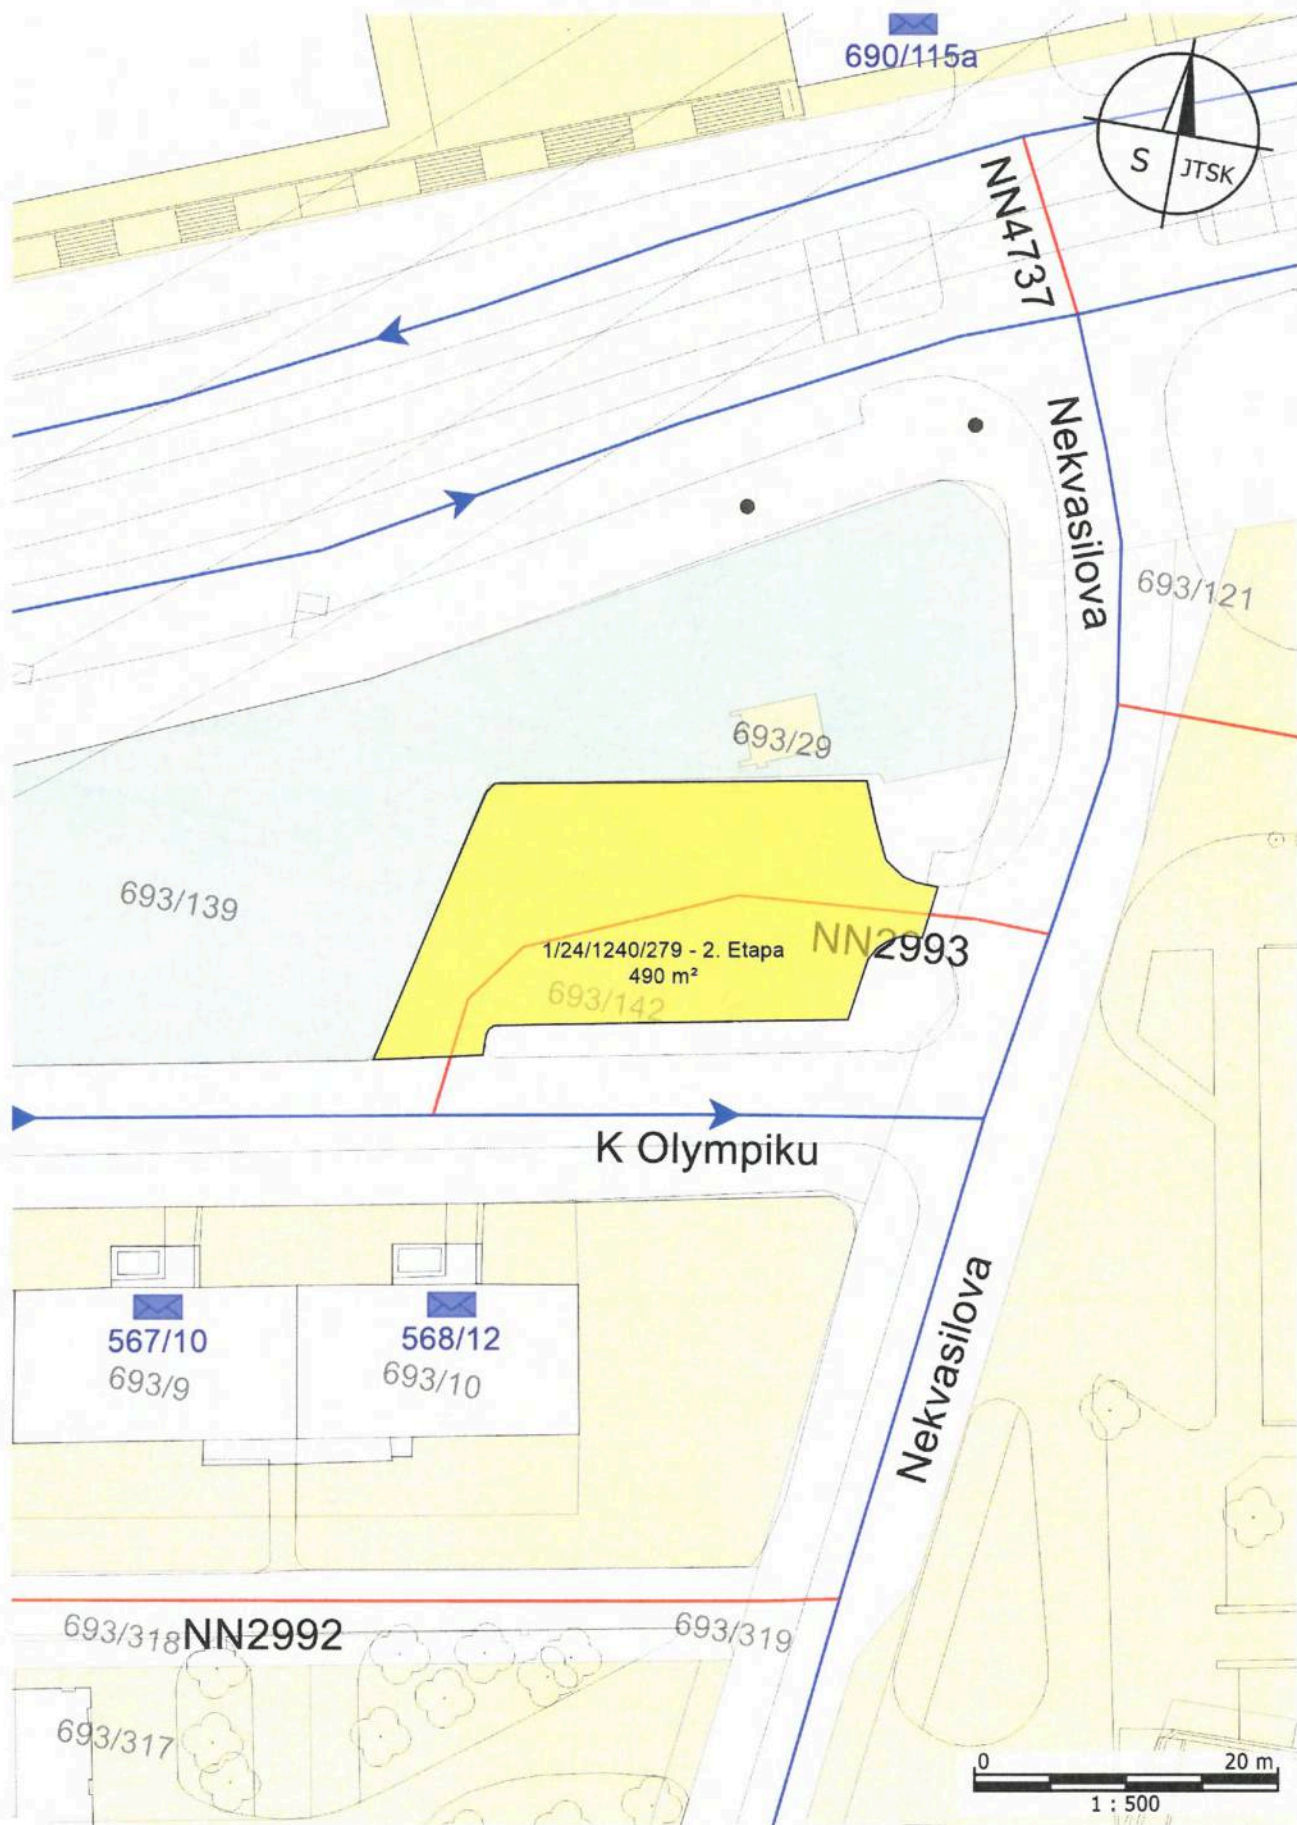 690/115a
S
JTSK
NN4737
Nekvasilova
693/121
693/29
693/139
NN2993
1/24/1240/279 - 2. Etapa
490 m²
693/142
K Olympiku
567/10
693/9
568/12
693/10
Nekvasilova
693/318
NN2992
693/319
693/317
0 20 m
1 : 500